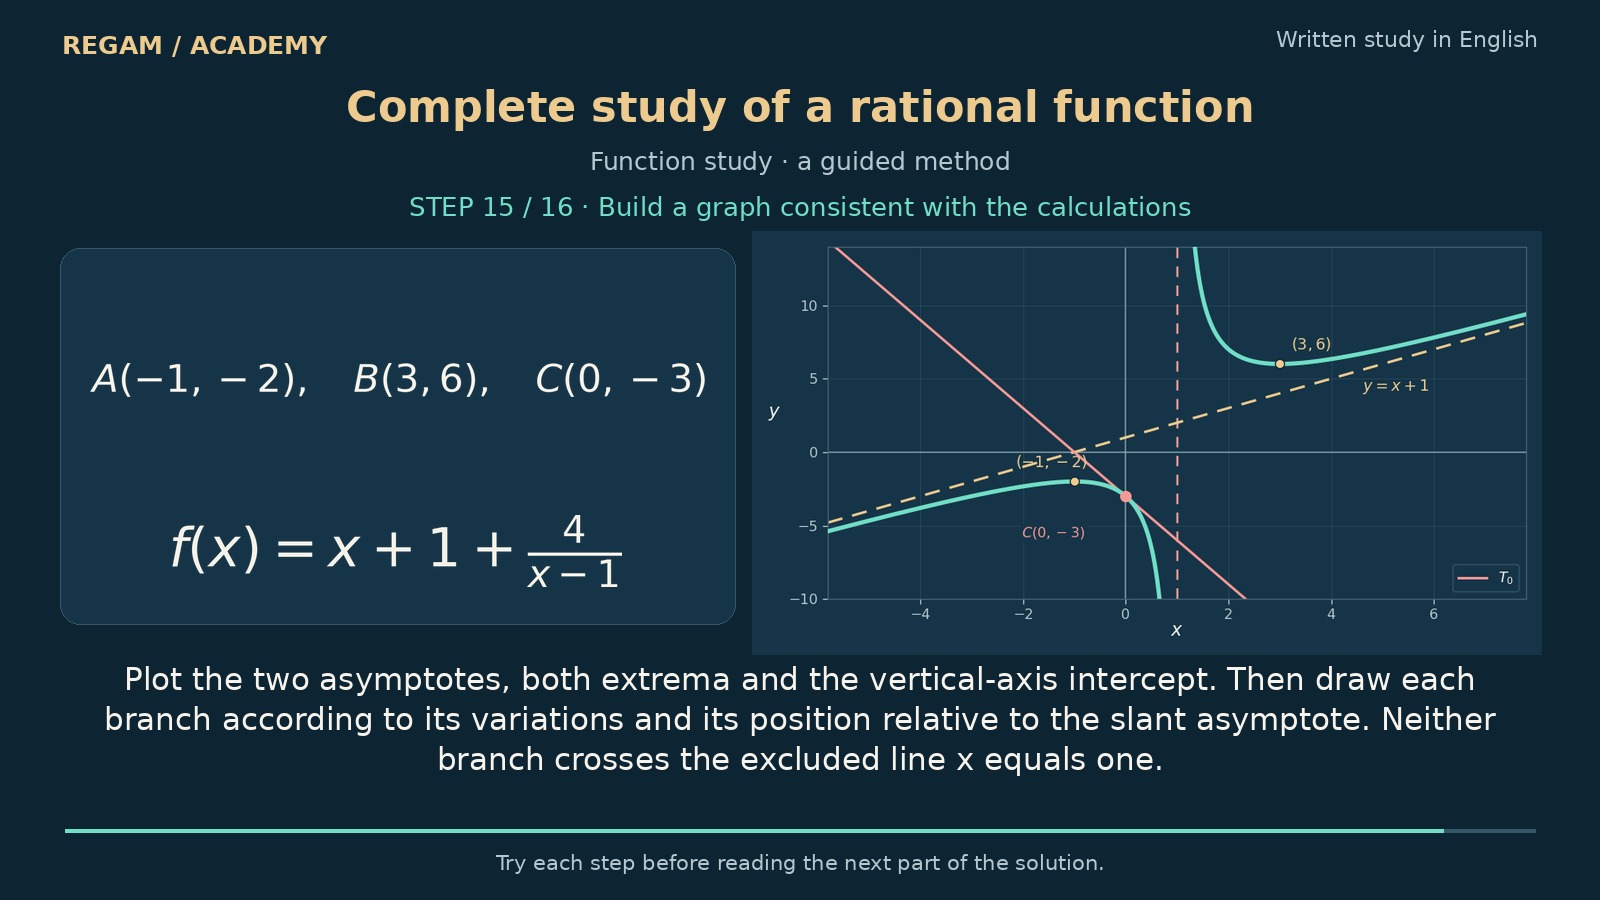 REGAM / ACADEMY
Written study in English
Complete study of a rational function
Function study · a guided method
STEP 15 / 16 · Build a graph consistent with the calculations
A(−1, −2), B(3, 6), C(0, −3)
f(x) = x + 1 + 4/(x − 1)
10
5
0
−5
−10
y
−4
−2
0
2
4
6
x
(3, 6)
y = x + 1
(−1, −2)
C(0, −3)
T₀
Plot the two asymptotes, both extrema and the vertical-axis intercept. Then draw each
branch according to its variations and its position relative to the slant asymptote. Neither
branch crosses the excluded line x equals one.
Try each step before reading the next part of the solution.